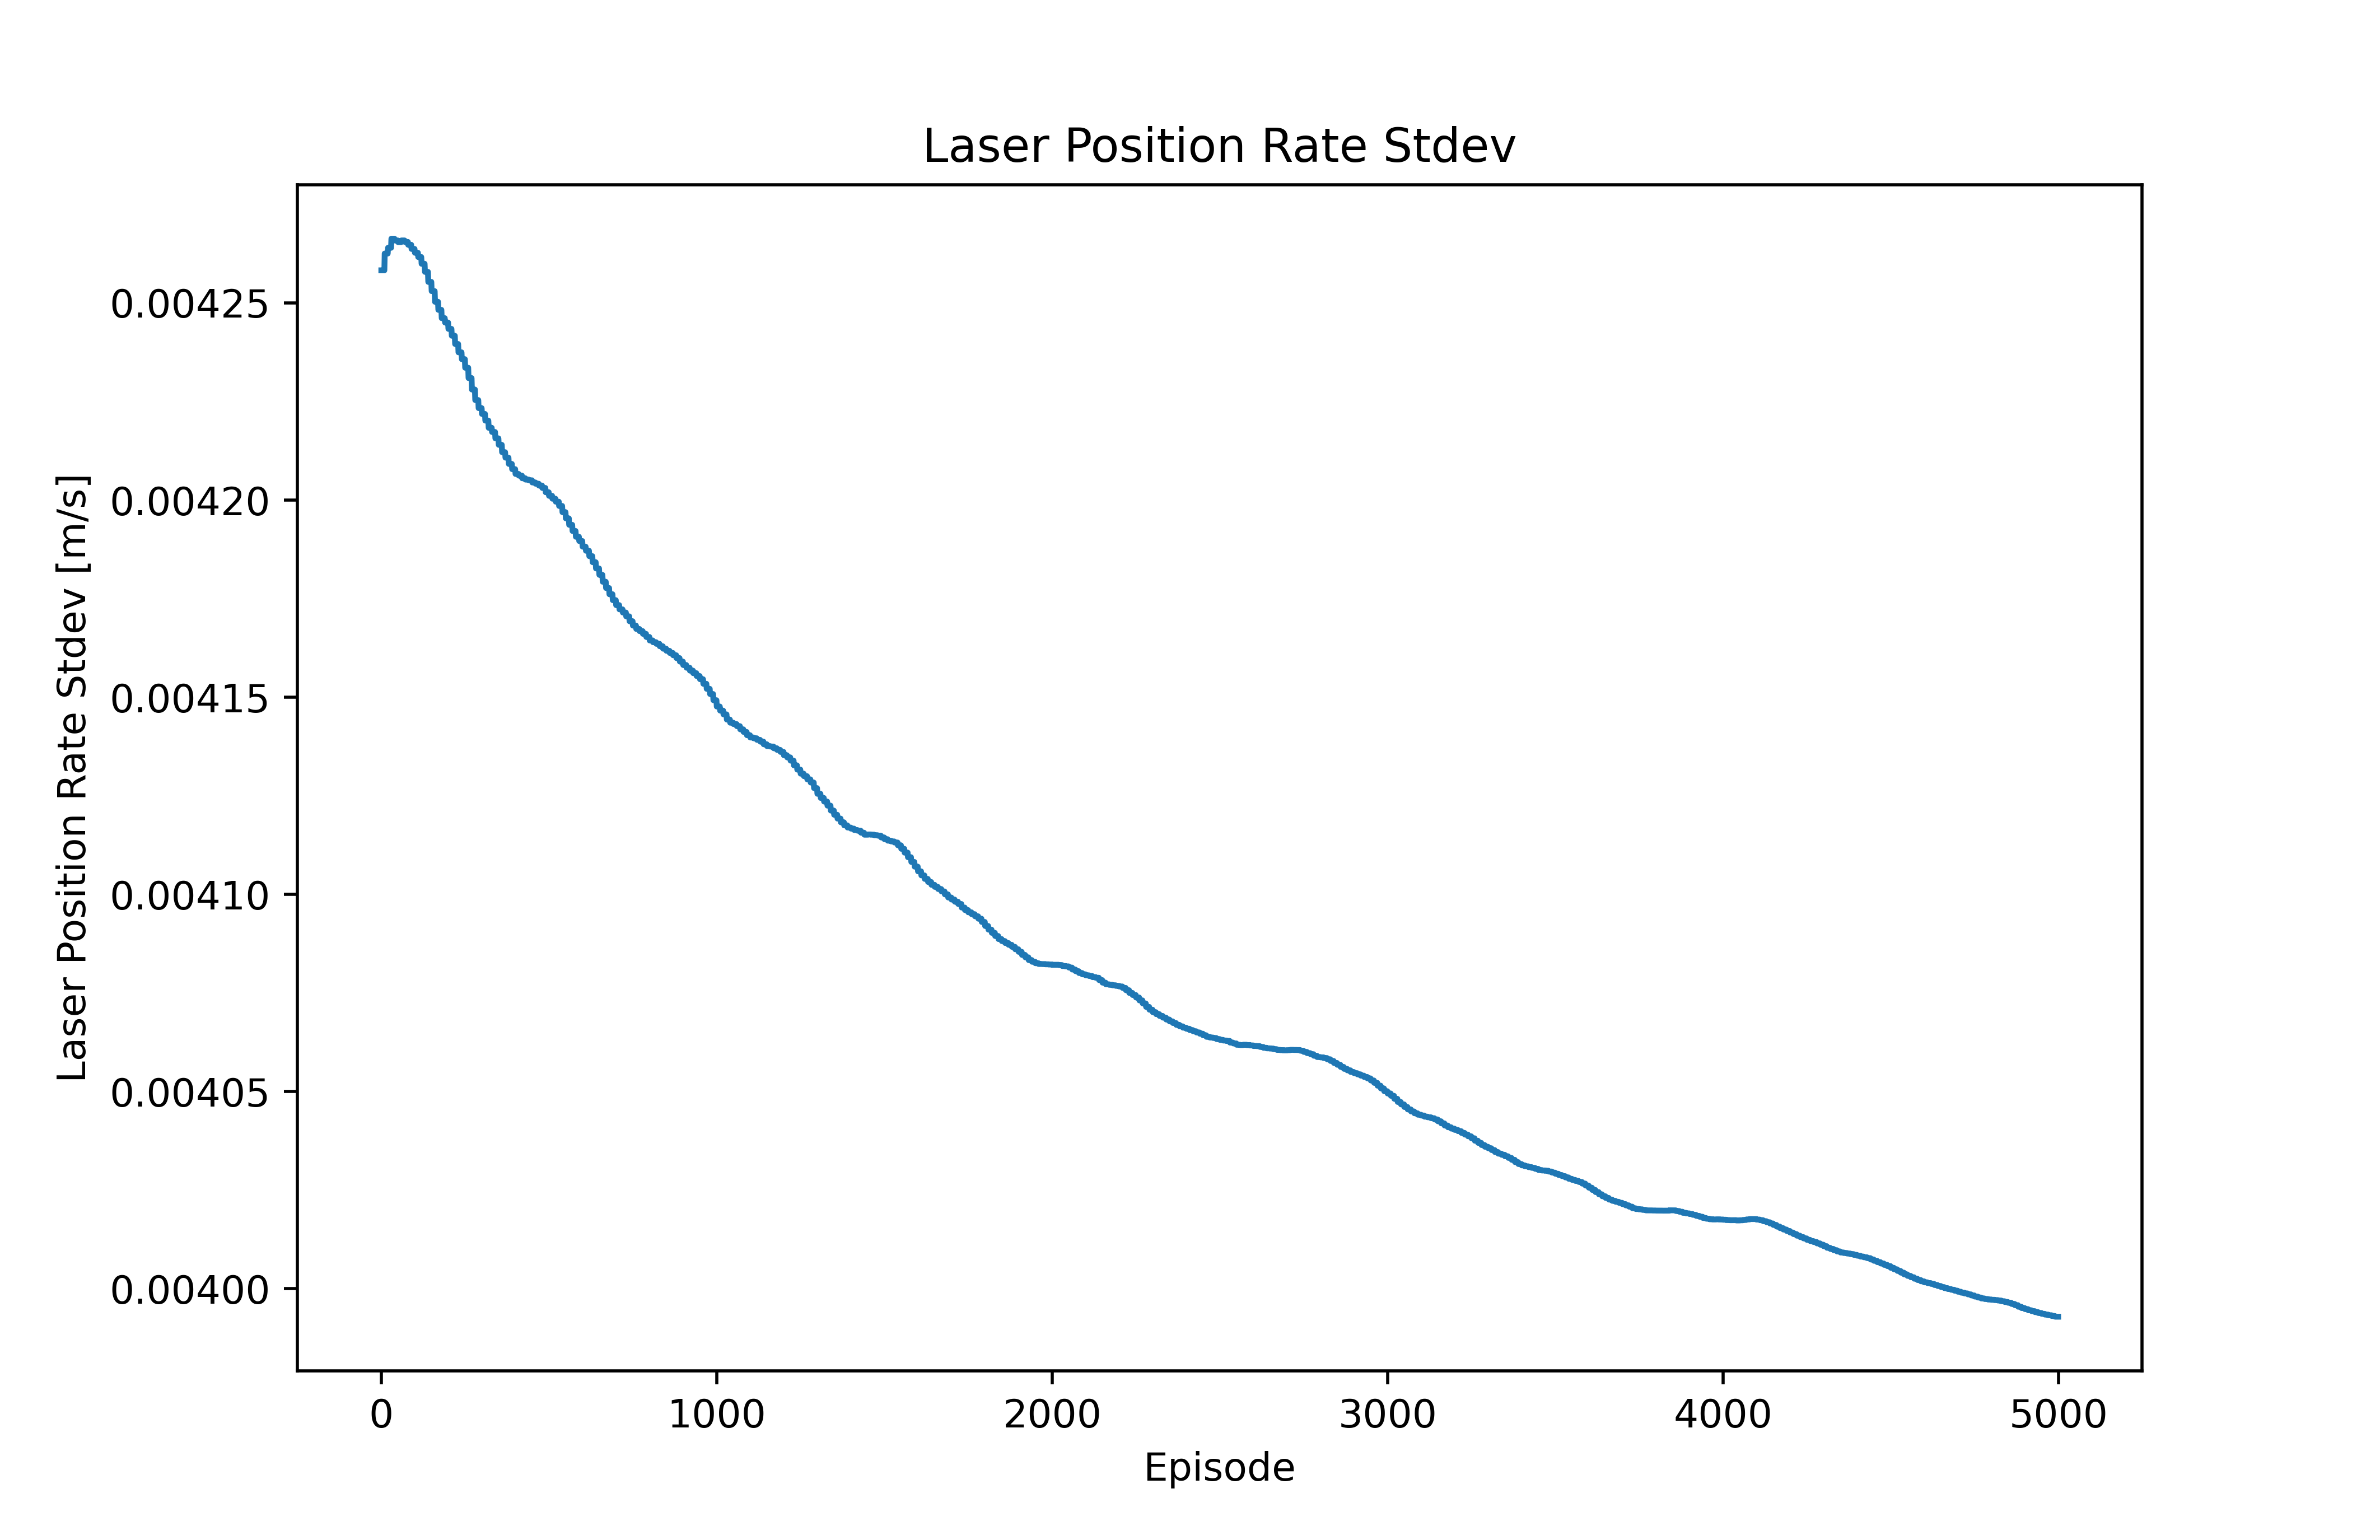 Laser Position Rate Stdev
Laser Position Rate Stdev [m/s]
0.00425
0.00420
0.00415
0.00410
0.00405
0.00400
0 1000 2000 3000 4000 5000
Episode